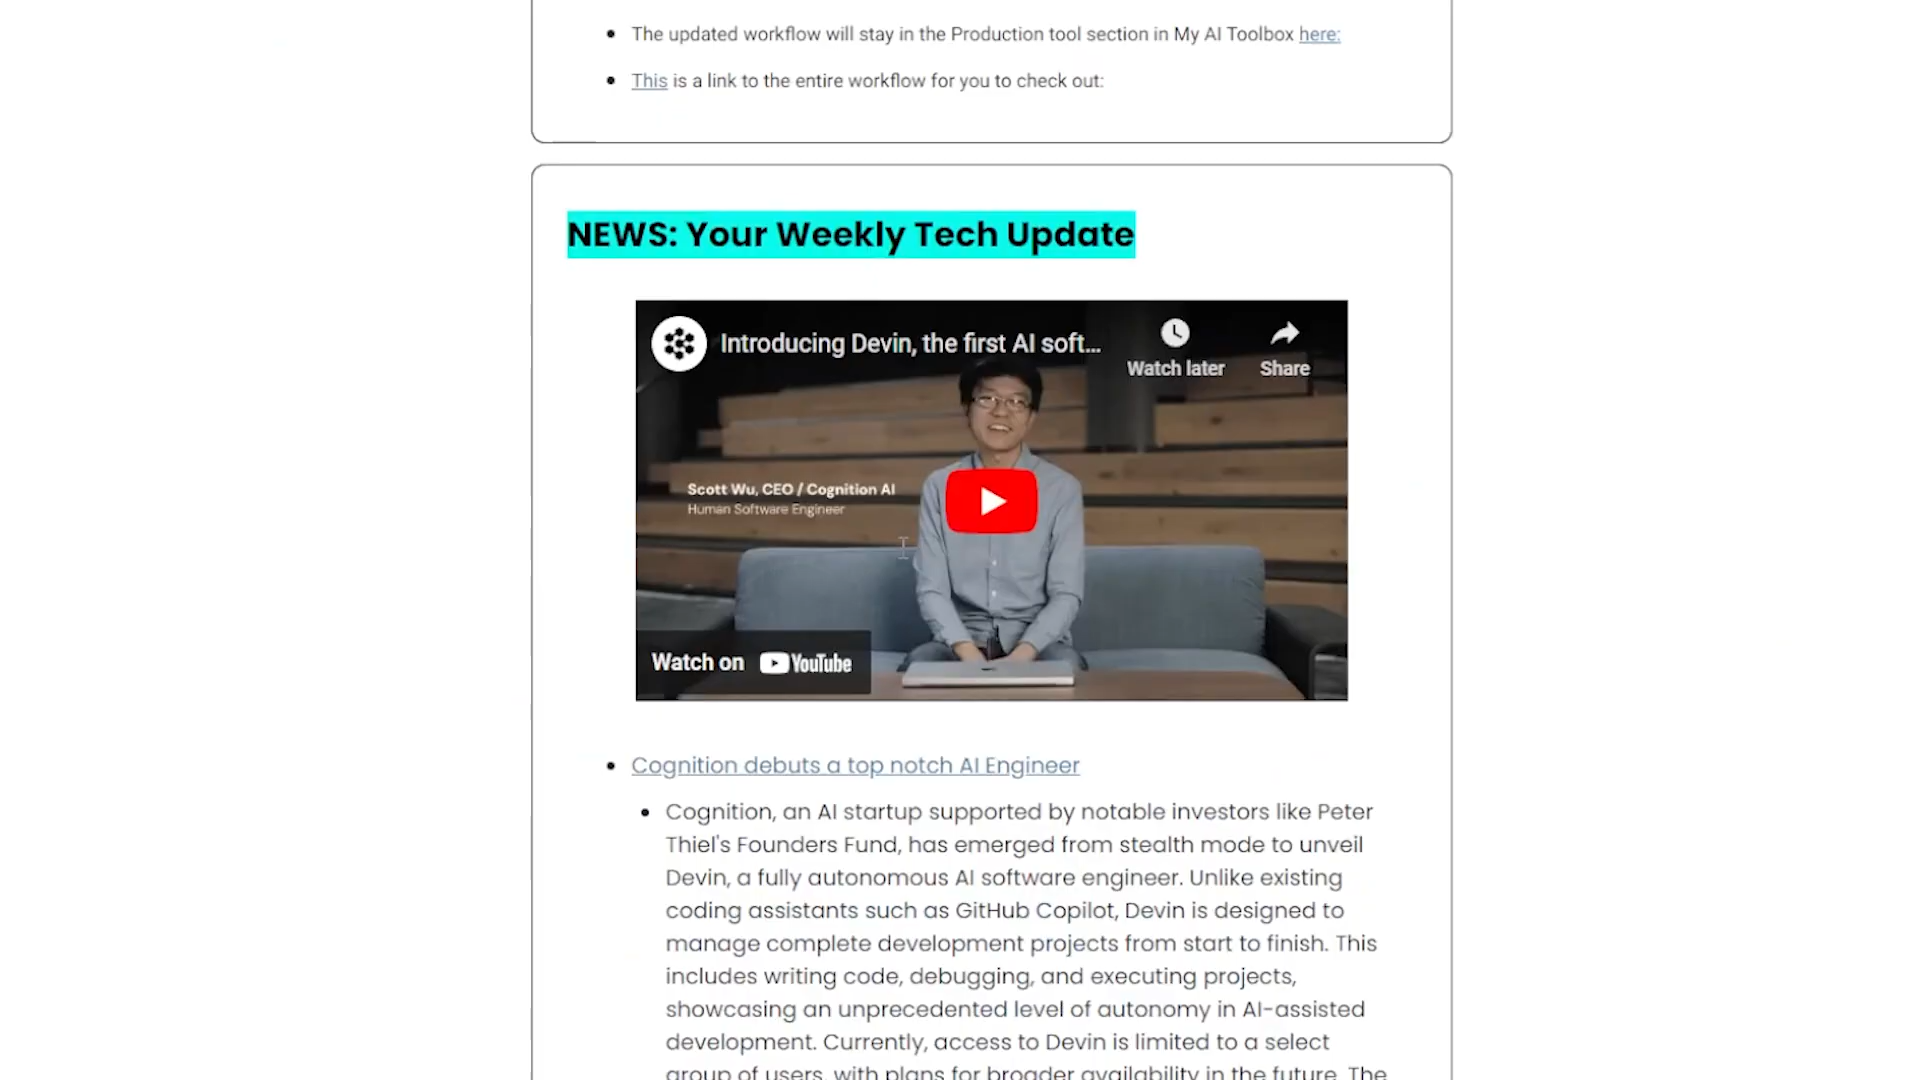 The updated workflow will stay in the Production tool section in My AI Toolbox here:
This is a link to the entire workflow for you to check out:
NEWS: Your Weekly Tech Update
Introducing Devin, the first AI soft...
Watch later
Share
Scott Wu, CEO / Cognition AI
Human Software Engineer
Watch on YouTube
Cognition debuts a top notch AI Engineer
Cognition, an AI startup supported by notable investors like Peter
Thiel's Founders Fund, has emerged from stealth mode to unveil
Devin, a fully autonomous AI software engineer. Unlike existing
coding assistants such as GitHub Copilot, Devin is designed to
manage complete development projects from start to finish. This
includes writing code, debugging, and executing projects,
showcasing an unprecedented level of autonomy in AI-assisted
development. Currently, access to Devin is limited to a select
group of users, with plans for broader availability in the future. The